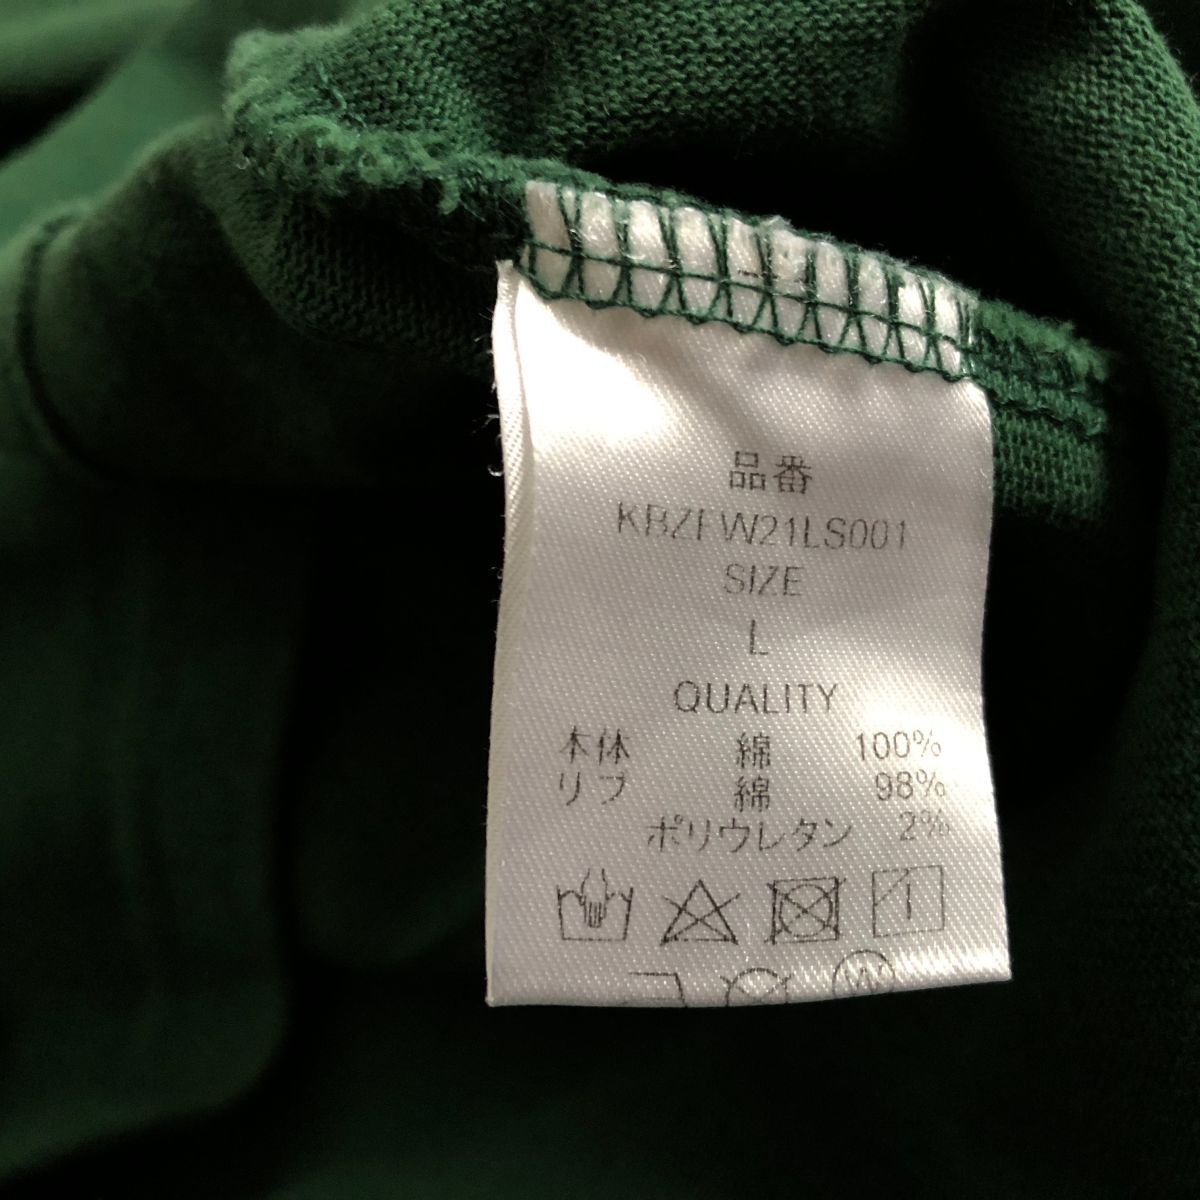 品番
KBZFW21LS001
SIZE
L
QUALITY
本体 綿 100%
リブ 綿 98%
ポリウレタン 2%
W